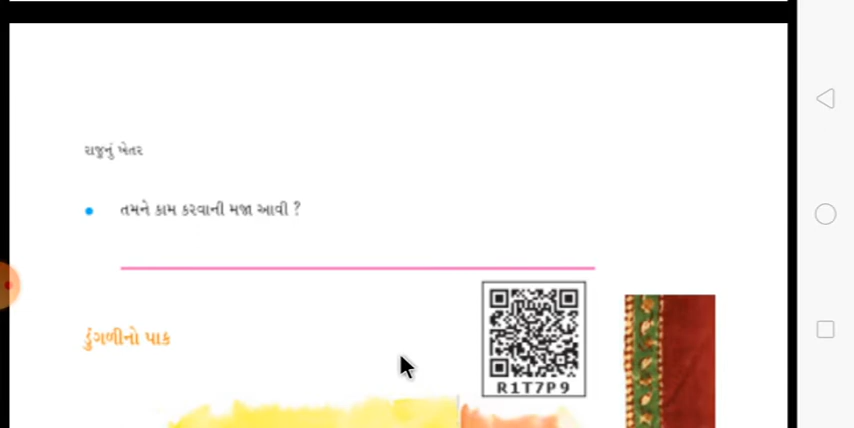 રાજુનું ખેતર
• તમને કામ કરવાની મજા આવી ?
ડુંગળીનો પાક
R1T7P9